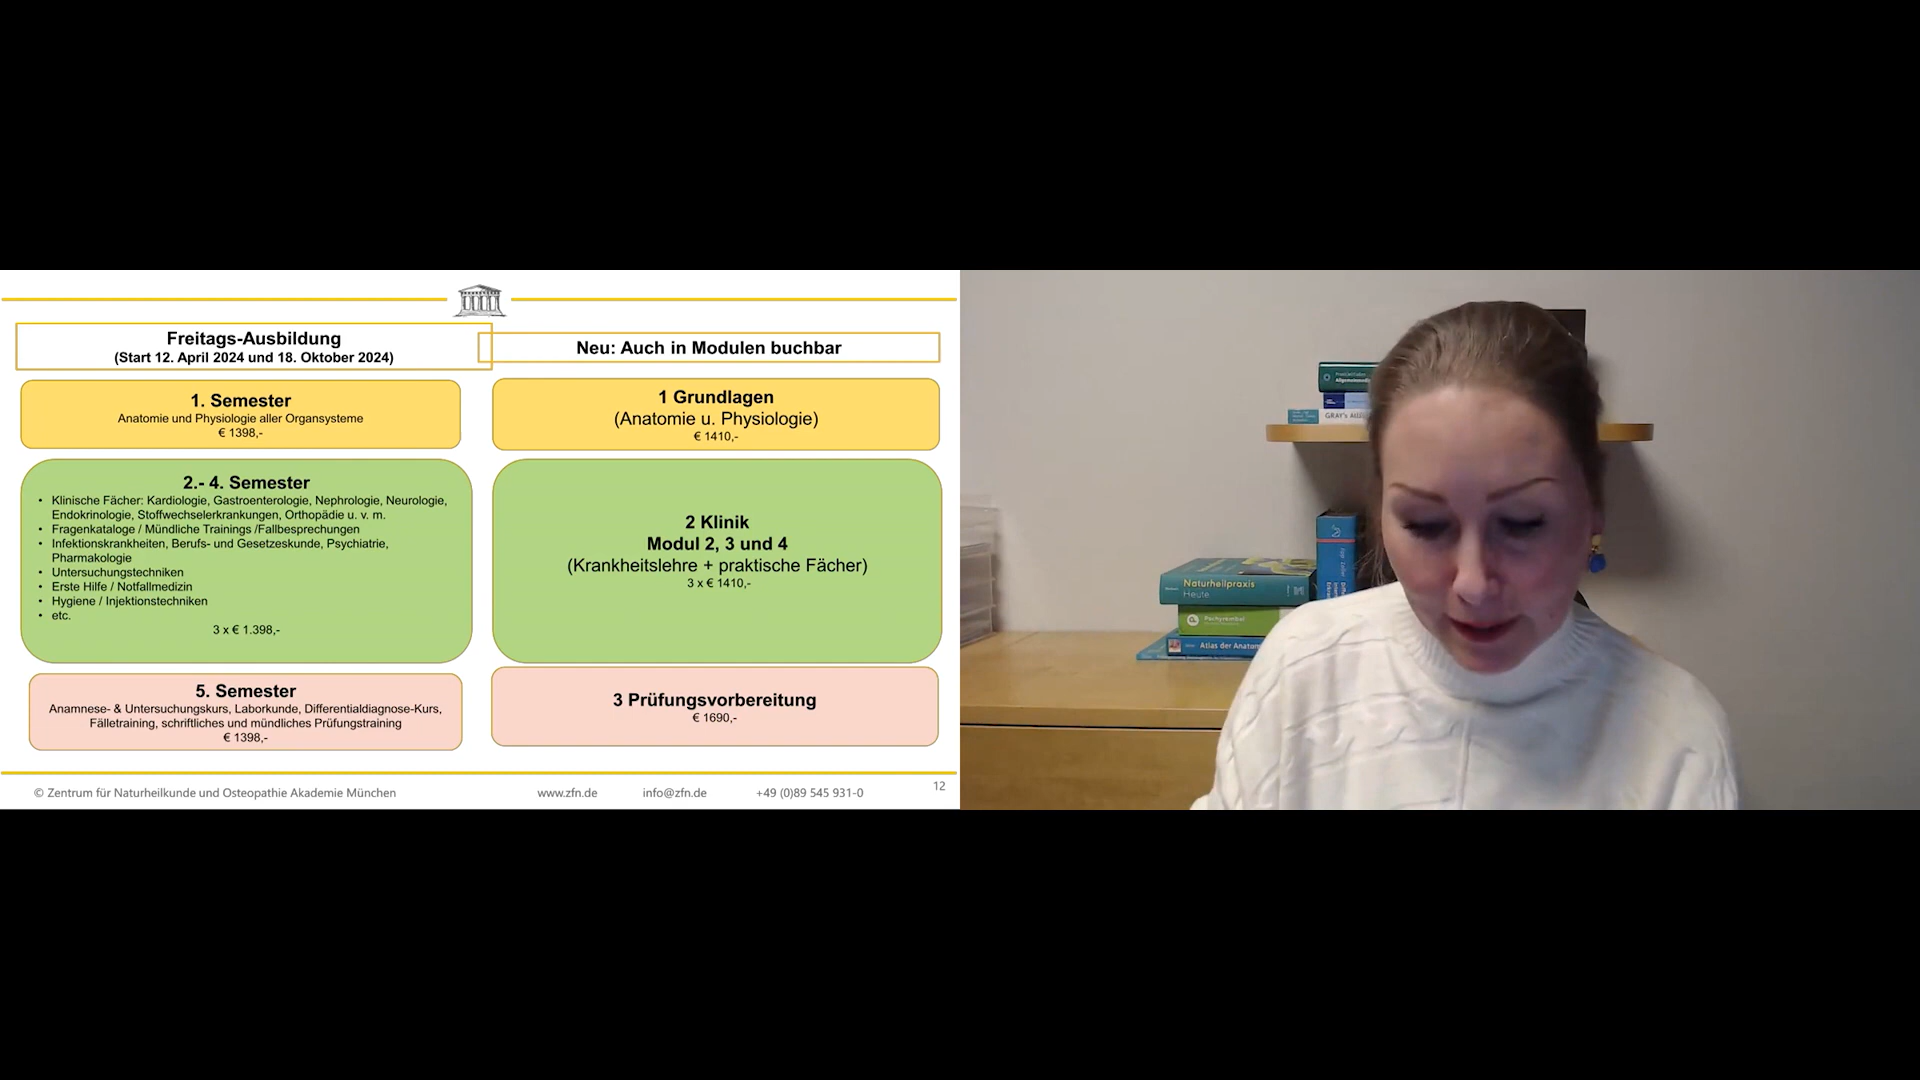 Freitags-Ausbildung
(Start 12. April 2024 und 18. Oktober 2024)
1. Semester
Anatomie und Physiologie aller Organsysteme
€ 1398,-
2.- 4. Semester
• Klinische Fächer: Kardiologie, Gastroenterologie, Nephrologie, Neurologie,
Endokrinologie, Stoffwechselerkrankungen, Orthopädie u. v. m.
• Fragenkataloge / Mündliche Trainings /Fallbesprechungen
• Infektionskrankheiten, Berufs- und Gesetzeskunde, Psychiatrie,
Pharmakologie
• Untersuchungstechniken
• Erste Hilfe / Notfallmedizin
• Hygiene / Injektionstechniken
• etc.
3 x € 1.398,-
5. Semester
Anamnese- & Untersuchungskurs, Laborkunde, Differentialdiagnose-Kurs,
Fälletraining, schriftliches und mündliches Prüfungstraining
€ 1398,-
Neu: Auch in Modulen buchbar
1 Grundlagen
(Anatomie u. Physiologie)
€ 1410,-
2 Klinik
Modul 2, 3 und 4
(Krankheitslehre + praktische Fächer)
3 x € 1410,-
3 Prüfungsvorbereitung
€ 1690,-
© Zentrum für Naturheilkunde und Osteopathie Akademie München
www.zfn.de
info@zfn.de
+49 (0)89 545 931-0
12
GRAY's
Naturheilpraxis
Heute
Pschyrembel
Atlas der Anatom